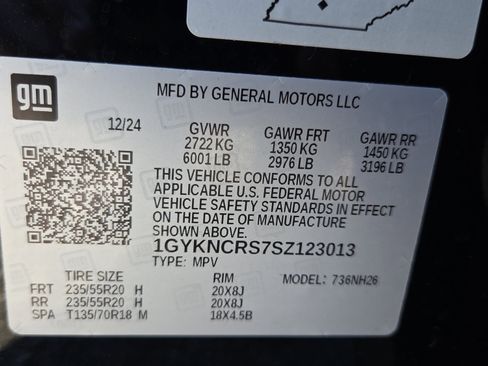 gm
MFD BY GENERAL MOTORS LLC
12/24
GVWR GAWR FRT GAWR RR
2722 KG 1350 KG 1450 KG
6001 LB 2976 LB 3196 LB
THIS VEHICLE CONFORMS TO ALL
APPLICABLE U.S. FEDERAL MOTOR
VEHICLE SAFETY STANDARDS IN EFFECT
ON THE DATE OF MANUFACTURE
SHOWN ABOVE.
1GYKNCRS7SZ123013
TYPE: MPV MODEL: 736NH26
TIRE SIZE RIM
FRT 235/55R20 H 20X8J
RR 235/55R20 H 20X8J
SPA T135/70R18 M 18X4.5B